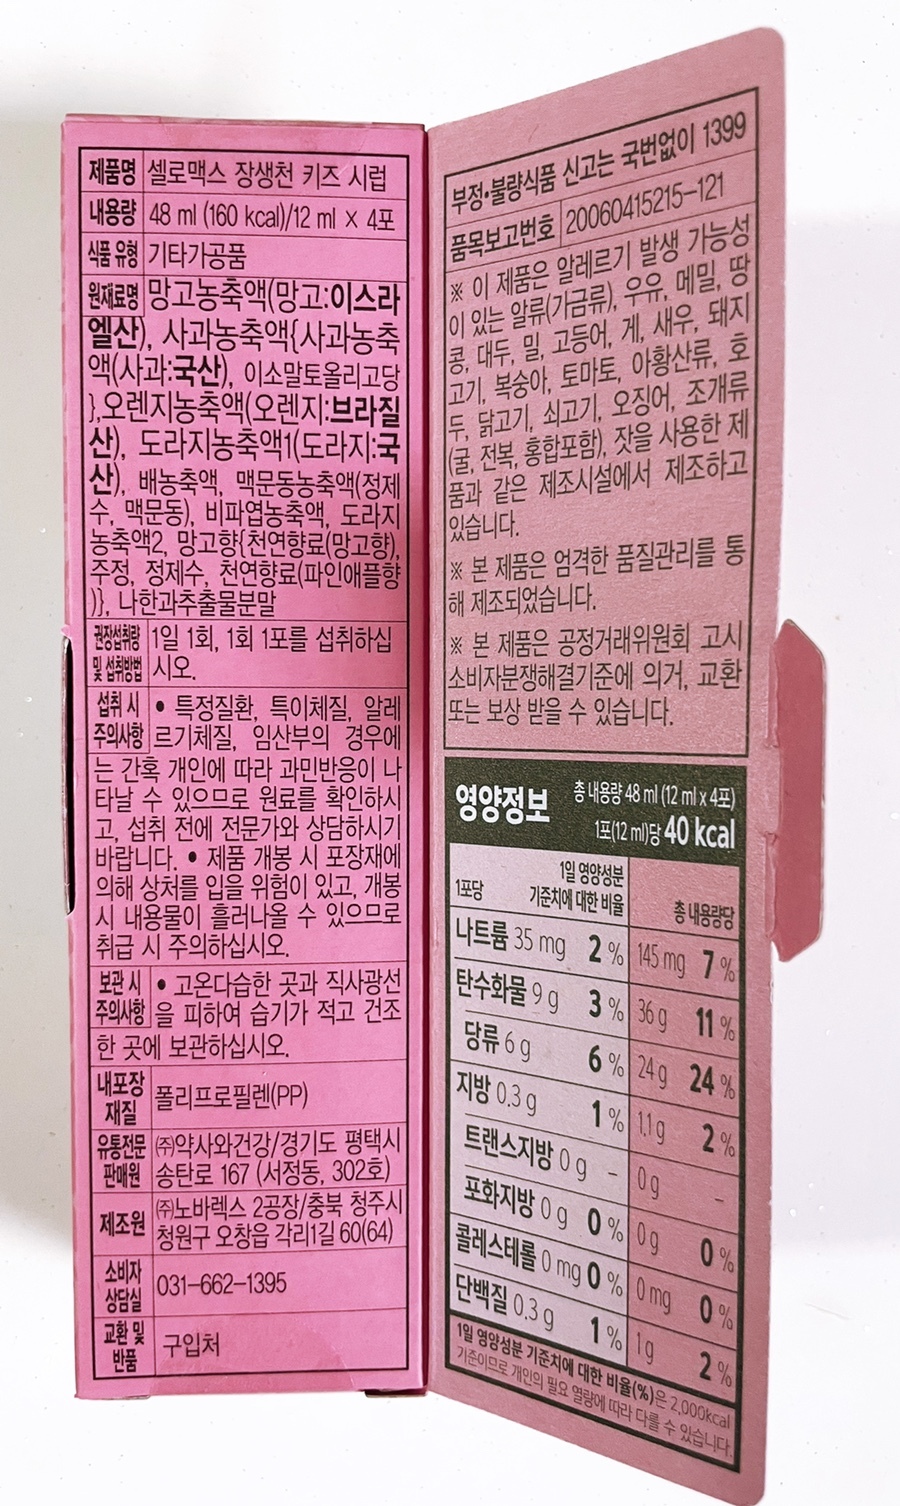 제품명 셀로맥스 장생천 키즈 시럽
내용량 48 ml (160 kcal)/12 ml × 4포
식품 유형 기타가공품
원재료명 망고농축액(망고:이스라
엘산), 사과농축액{사과농축
액(사과:국산), 이소말토올리고당
},오렌지농축액(오렌지:브라질
산), 도라지농축액1(도라지:국
산), 배농축액, 맥문동농축액(정제
수, 맥문동), 비파엽농축액, 도라지
농축액2, 망고향{천연향료(망고향),
주정, 정제수, 천연향료(파인애플향
)}, 나한과추출물분말
권장섭취량 및 섭취방법 1일 1회, 1회 1포를 섭취하십
시오.
섭취 시 주의사항 • 특정질환, 특이체질, 알레
르기체질, 임산부의 경우에
는 간혹 개인에 따라 과민반응이 나
타날 수 있으므로 원료를 확인하시
고, 섭취 전에 전문가와 상담하시기
바랍니다. • 제품 개봉 시 포장재에
의해 상처를 입을 위험이 있고, 개봉
시 내용물이 흘러나올 수 있으므로
취급 시 주의하십시오.
보관 시 주의사항 • 고온다습한 곳과 직사광선
을 피하여 습기가 적고 건조
한 곳에 보관하십시오.
내포장 재질 폴리프로필렌(PP)
유통전문 판매원 ㈜약사와건강/경기도 평택시
송탄로 167 (서정동, 302호)
제조원 ㈜노바렉스 2공장/충북 청주시
청원구 오창읍 각리1길 60(64)
소비자 상담실 031-662-1395
교환 및 반품 구입처
부정•불량식품 신고는 국번없이 1399
품목보고번호 20060415215-121
※ 이 제품은 알레르기 발생 가능성
이 있는 알류(가금류), 우유, 메밀, 땅
콩, 대두, 밀, 고등어, 게, 새우, 돼지
고기, 복숭아, 토마토, 아황산류, 호
두, 닭고기, 쇠고기, 오징어, 조개류
(굴, 전복, 홍합포함), 잣을 사용한 제
품과 같은 제조시설에서 제조하고
있습니다.
※ 본 제품은 엄격한 품질관리를 통
해 제조되었습니다.
※ 본 제품은 공정거래위원회 고시
소비자분쟁해결기준에 의거, 교환
또는 보상 받을 수 있습니다.
영양정보 총 내용량 48 ml (12 ml x 4포)
1포(12 ml)당 40 kcal
1포당 1일 영양성분 기준치에 대한 비율 총 내용량당
나트륨 35 mg 2 % 145 mg 7 %
탄수화물 9 g 3 % 36 g 11 %
당류 6 g 6 % 24 g 24 %
지방 0.3 g 1 % 1.1 g 2 %
트랜스지방 0 g - 0 g -
포화지방 0 g 0 % 0 g 0 %
콜레스테롤 0 mg 0 % 0 mg 0 %
단백질 0.3 g 1 % 1 g 2 %
1일 영양성분 기준치에 대한 비율(%)은 2,000kcal
기준이므로 개인의 필요 열량에 따라 다를 수 있습니다.